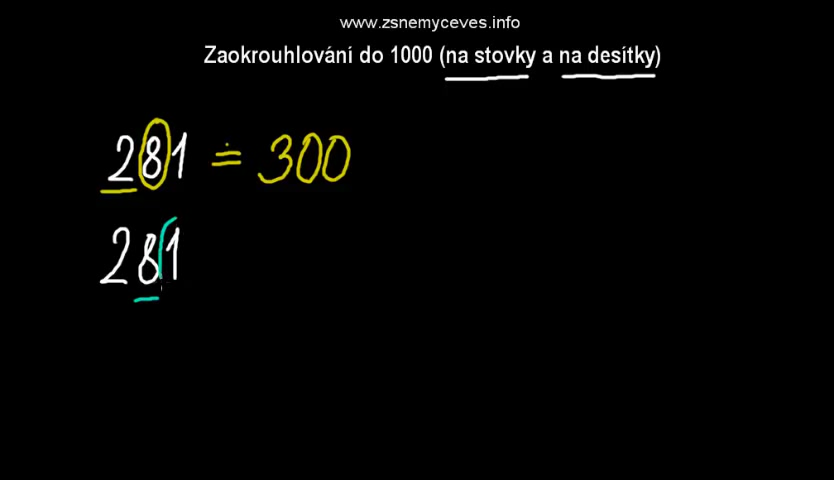 www.zsnemyceves.info
Zaokrouhlování do 1000 (na stovky a na desítky)
281 ≐ 300
281